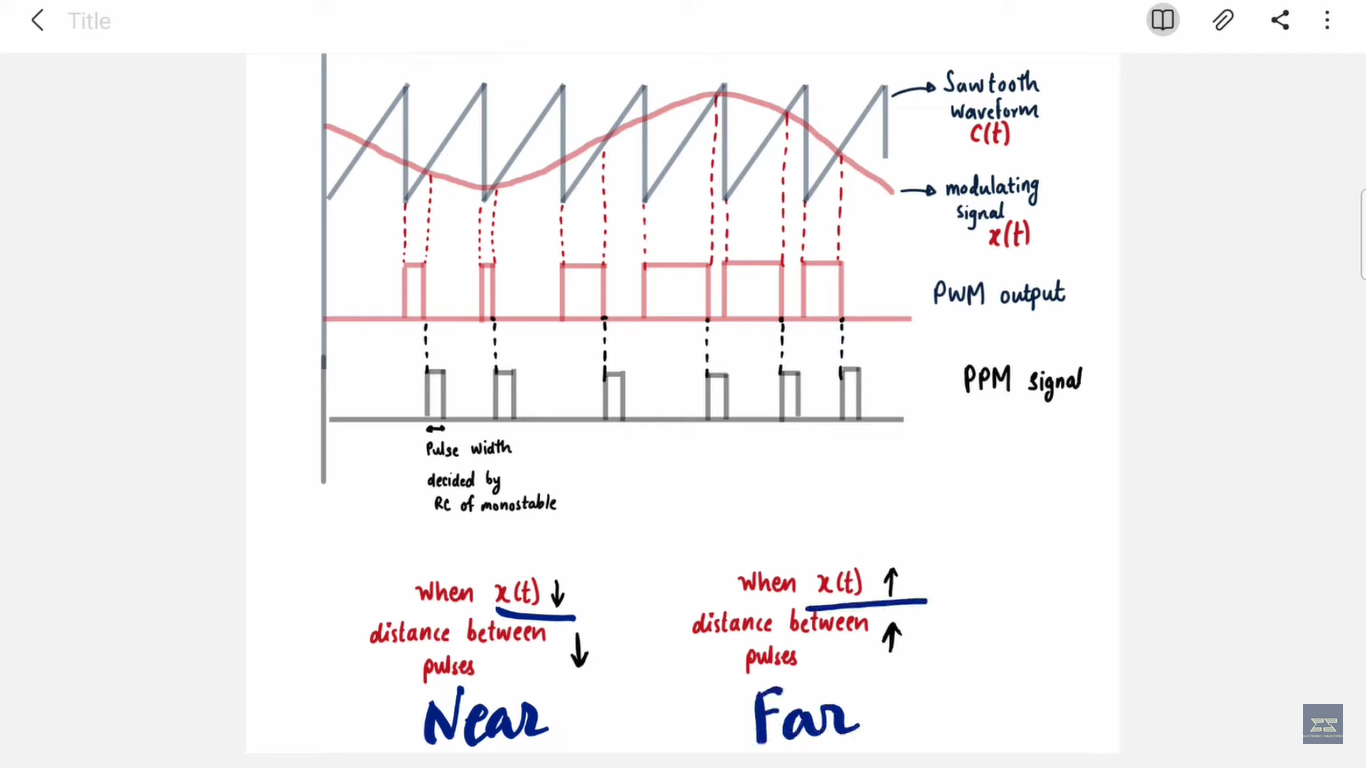 Title
Sawtooth
waveform
c(t)
modulating
signal
x(t)
PWM output
PPM signal
Pulse width
decided by
RC of monostable
When x(t) ↓
distance between ↓
pulses
Near
When x(t) ↑
distance between ↑
pulses
Far